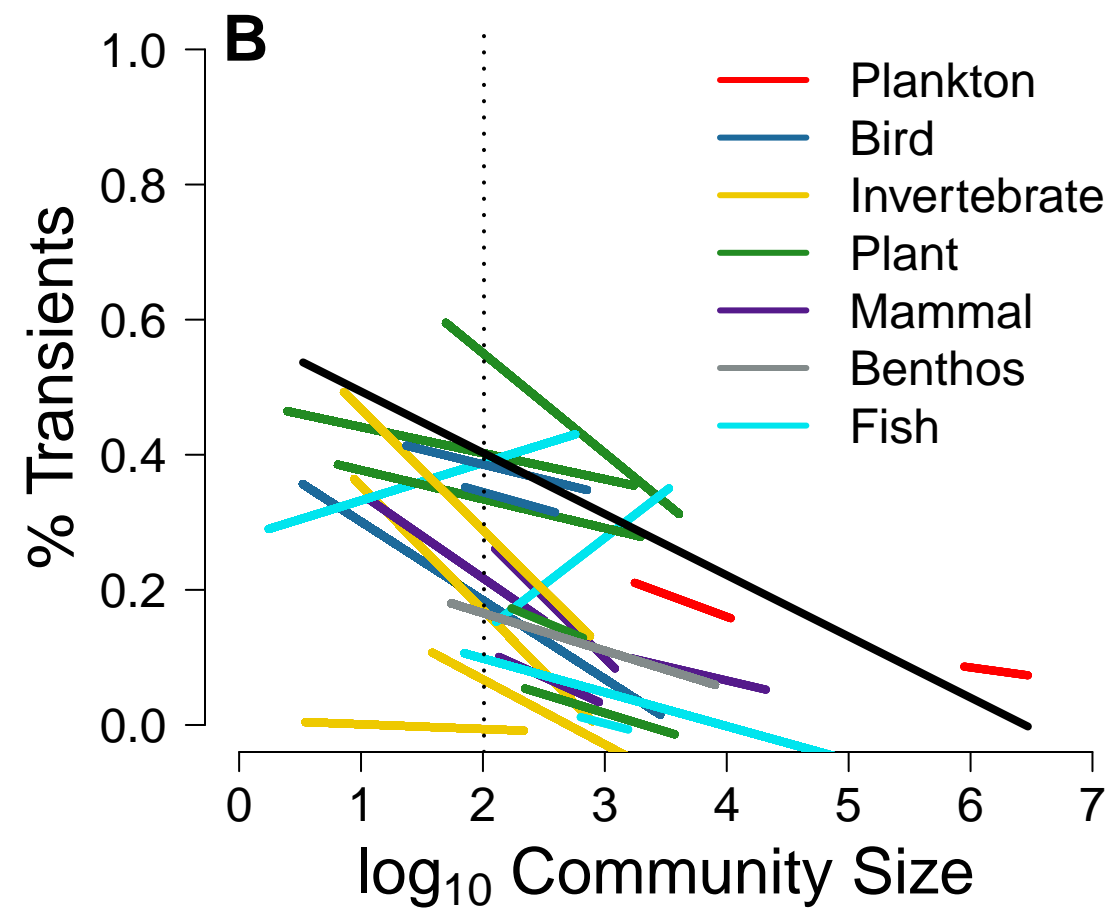 B
1.0
0.8
0.6
0.4
0.2
0.0
% Transients
Plankton
Bird
Invertebrate
Plant
Mammal
Benthos
Fish
0 1 2 3 4 5 6 7
log₁₀ Community Size